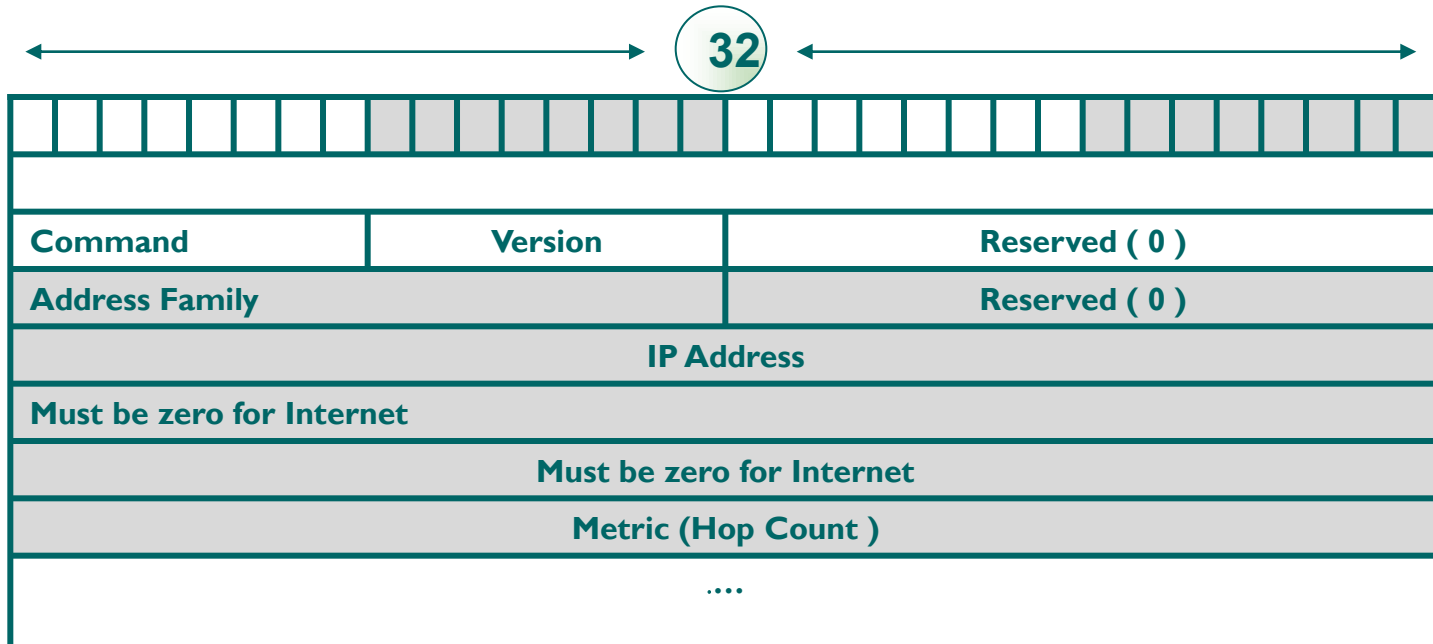 32
Command Version Reserved ( 0 )
Address Family Reserved ( 0 )
IP Address
Must be zero for Internet
Must be zero for Internet
Metric (Hop Count )
....